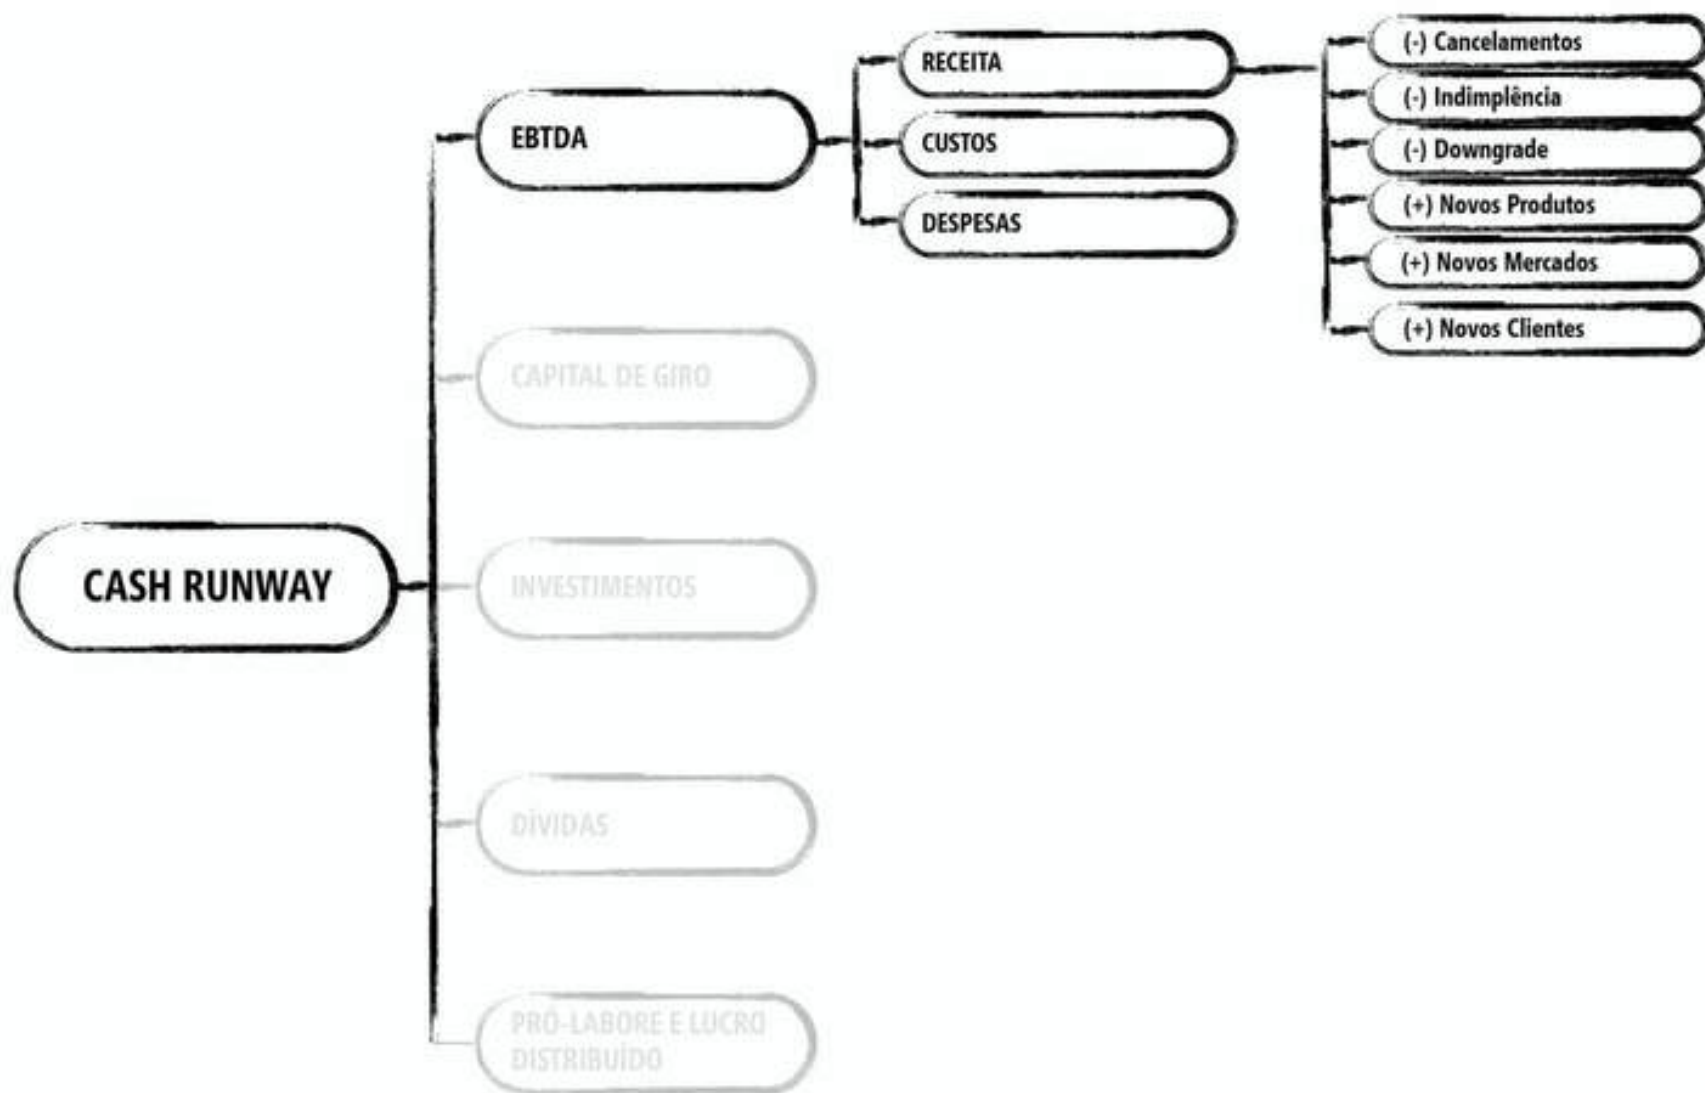 CASH RUNWAY
EBTDA
RECEITA
CUSTOS
DESPESAS
(-) Cancelamentos
(-) Indimplência
(-) Downgrade
(+) Novos Produtos
(+) Novos Mercados
(+) Novos Clientes
CAPITAL DE GIRO
INVESTIMENTOS
DÍVIDAS
PRÓ-LABORE E LUCRO
DISTRIBUÍDO